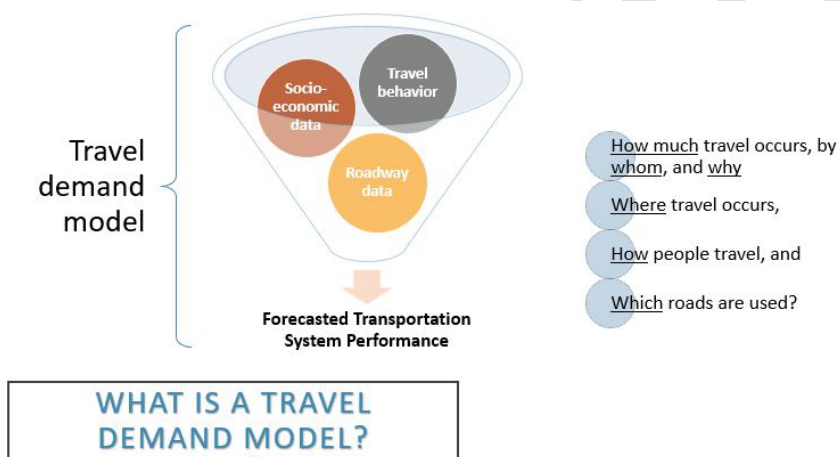 Travel
demand
model
Socio-
economic
data
Travel
behavior
Roadway
data
Forecasted Transportation
System Performance
How much travel occurs, by
whom, and why
Where travel occurs,
How people travel, and
Which roads are used?
WHAT IS A TRAVEL
DEMAND MODEL?